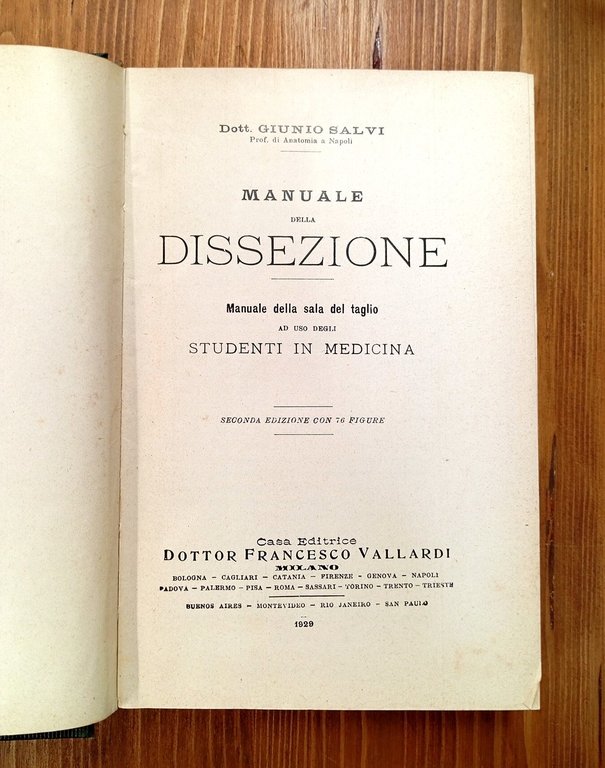 Dott. GIUNIO SALVI
Prof. di Anatomia a Napoli
MANUALE
DELLA
DISSEZIONE
Manuale della sala del taglio
AD USO DEGLI
STUDENTI IN MEDICINA
SECONDA EDIZIONE CON 76 FIGURE
Casa Editrice
DOTTOR FRANCESCO VALLARDI
MILANO
BOLOGNA - CAGLIARI - CATANIA - FIRENZE - GENOVA - NAPOLI
PADOVA - PALERMO - PISA - ROMA - SASSARI - TORINO - TRENTO - TRIESTE
BUENOS AIRES - MONTEVIDEO - RIO JANEIRO - SAN PAULO
1929